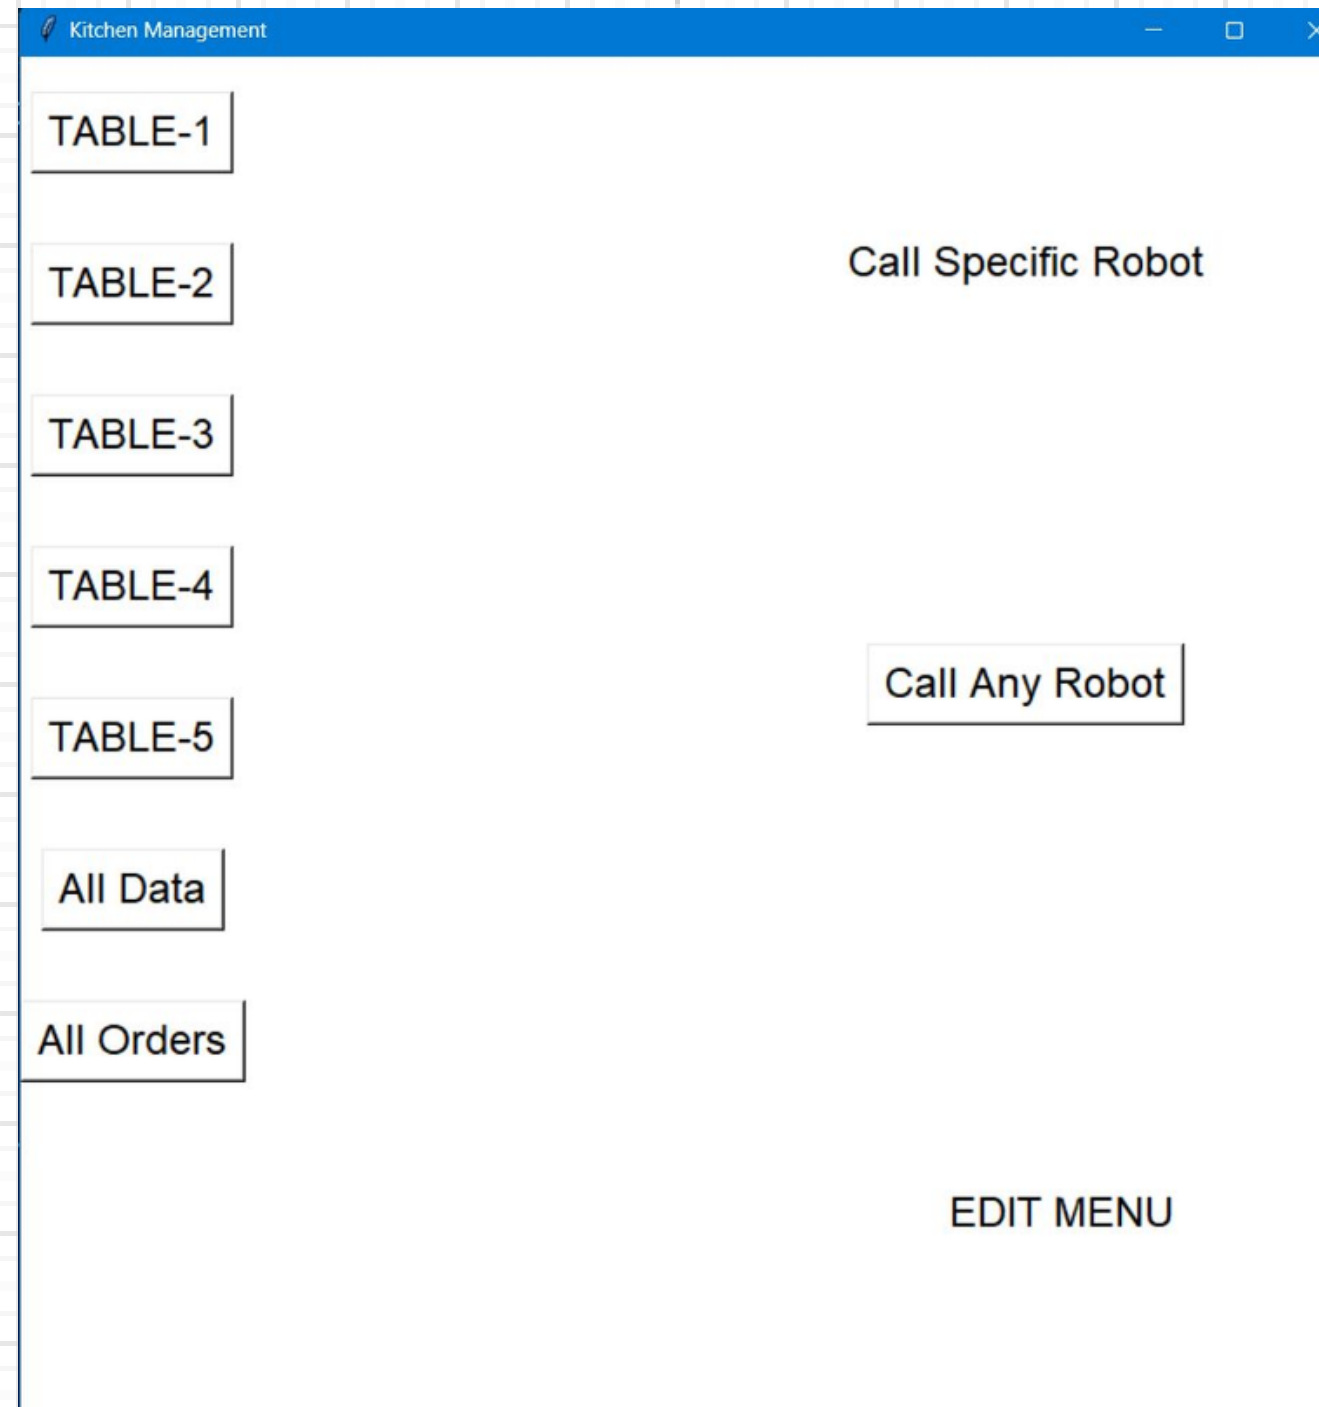 Kitchen Management
TABLE-1
TABLE-2
TABLE-3
TABLE-4
TABLE-5
All Data
All Orders
Call Specific Robot
Call Any Robot
EDIT MENU